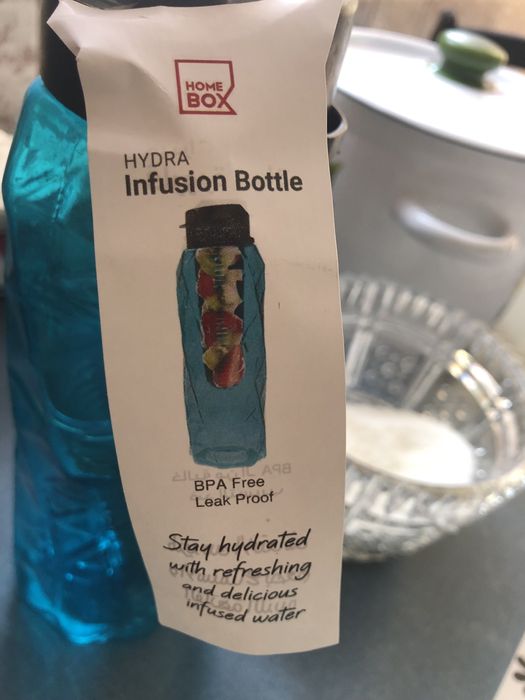 HOME
BOX
HYDRA
Infusion Bottle
BPA Free
Leak Proof
Stay hydrated
with refreshing
and delicious
infused water